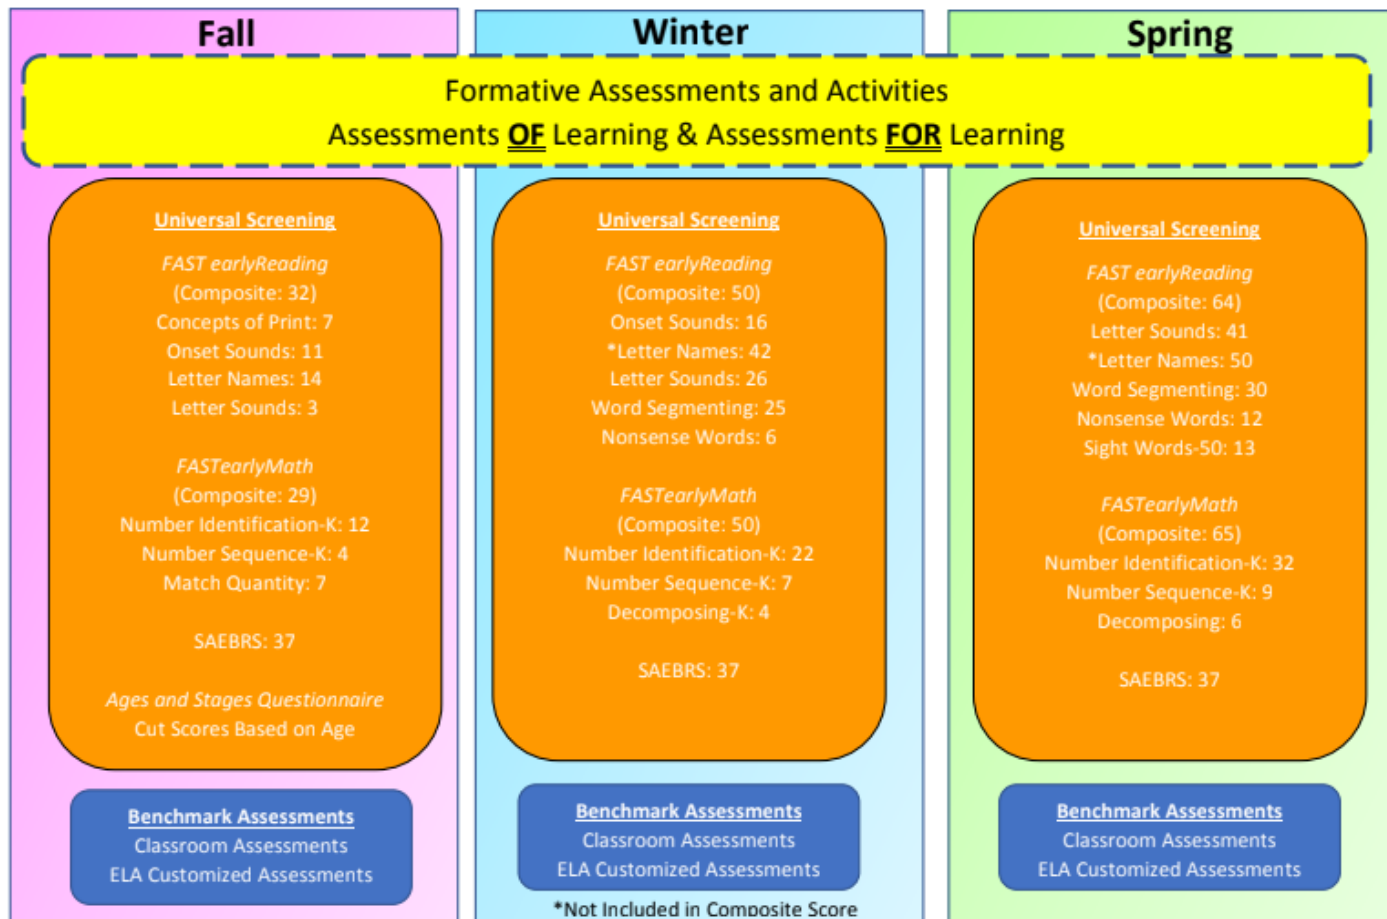 Fall
Winter
Spring
Formative Assessments and Activities
Assessments OF Learning & Assessments FOR Learning
Universal Screening
FAST earlyReading
(Composite: 32)
Concepts of Print: 7
Onset Sounds: 11
Letter Names: 14
Letter Sounds: 3
FASTearlyMath
(Composite: 29)
Number Identification-K: 12
Number Sequence-K: 4
Match Quantity: 7
SAEBRS: 37
Ages and Stages Questionnaire
Cut Scores Based on Age
Benchmark Assessments
Classroom Assessments
ELA Customized Assessments
Universal Screening
FAST earlyReading
(Composite: 50)
Onset Sounds: 16
*Letter Names: 42
Letter Sounds: 26
Word Segmenting: 25
Nonsense Words: 6
FASTearlyMath
(Composite: 50)
Number Identification-K: 22
Number Sequence-K: 7
Decomposing-K: 4
SAEBRS: 37
Benchmark Assessments
Classroom Assessments
ELA Customized Assessments
*Not Included in Composite Score
Universal Screening
FAST earlyReading
(Composite: 64)
Letter Sounds: 41
*Letter Names: 50
Word Segmenting: 30
Nonsense Words: 12
Sight Words-50: 13
FASTearlyMath
(Composite: 65)
Number Identification-K: 32
Number Sequence-K: 9
Decomposing: 6
SAEBRS: 37
Benchmark Assessments
Classroom Assessments
ELA Customized Assessments